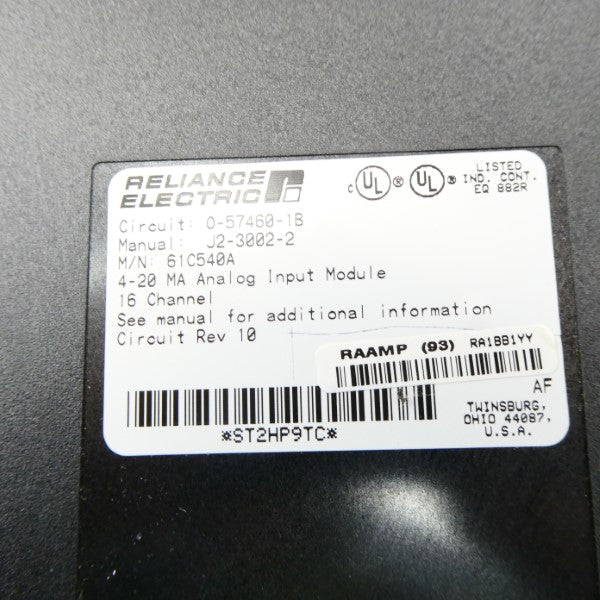 RELIANCE
ELECTRIC
c UL ® UL ® LISTED
IND. CONT.
EQ 882R
Circuit: 0-57460-1B
Manual: J2-3002-2
M/N: 61C540A
4-20 MA Analog Input Module
16 Channel
See manual for additional information
Circuit Rev 10
RAAMP (93) RA1BB1YY
AF
*ST2HP9TC*
TWINSBURG,
OHIO 44087,
U.S.A.